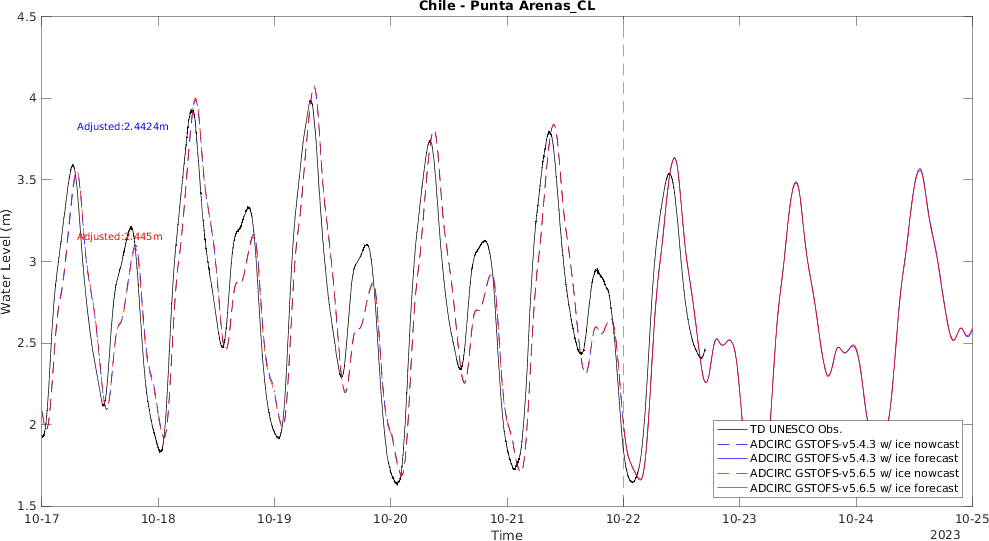 Chile - Punta Arenas_CL
4.5
4
3.5
3
2.5
2
1.5
Water Level (m)
Adjusted:2.4424m
Adjusted:2.445m
TD UNESCO Obs.
ADCIRC GSTOFS-v5.4.3 w/ ice nowcast
ADCIRC GSTOFS-v5.4.3 w/ ice forecast
ADCIRC GSTOFS-v5.6.5 w/ ice nowcast
ADCIRC GSTOFS-v5.6.5 w/ ice forecast
10-17 10-18 10-19 10-20 10-21 10-22 10-23 10-24 10-25
Time
2023